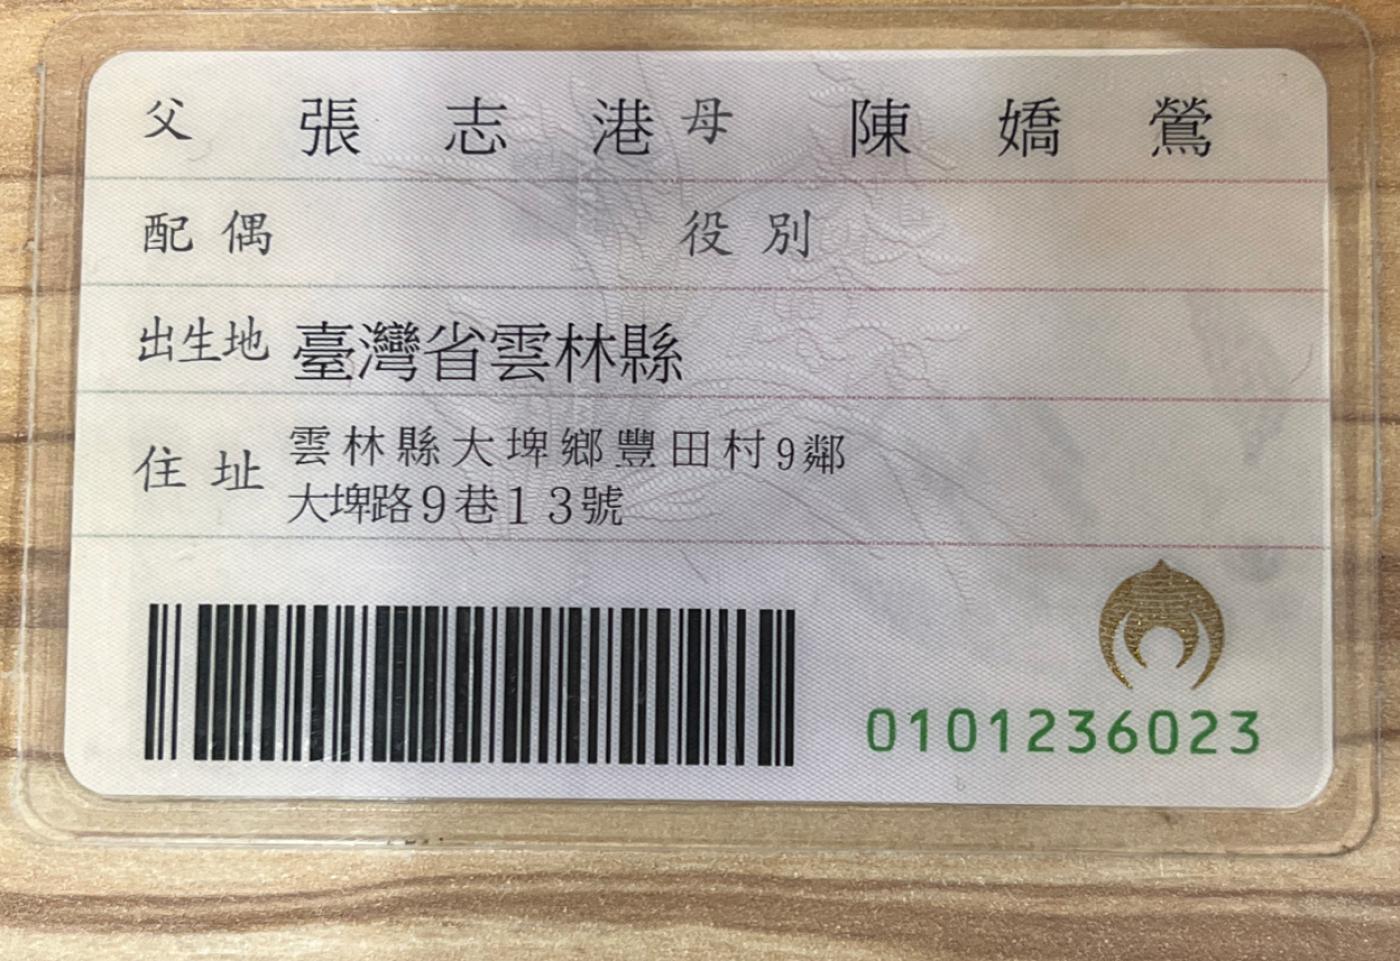 父 張志港 母 陳嬌鶯
配偶 役別
出生地 臺灣省雲林縣
住址 雲林縣大埤鄉豐田村9鄰
大埤路9巷13號
0101236023